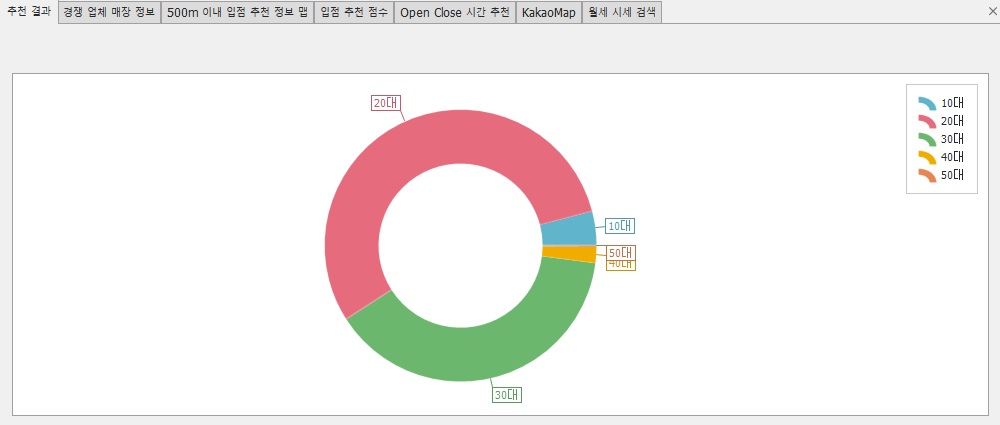 추천 결과 경쟁 업체 매장 정보 500m 이내 입점 추천 정보 맵 입점 추천 점수 Open Close 시간 추천 KakaoMap 월세 시세 검색
20대
10대
50대
40대
30대
10대
20대
30대
40대
50대